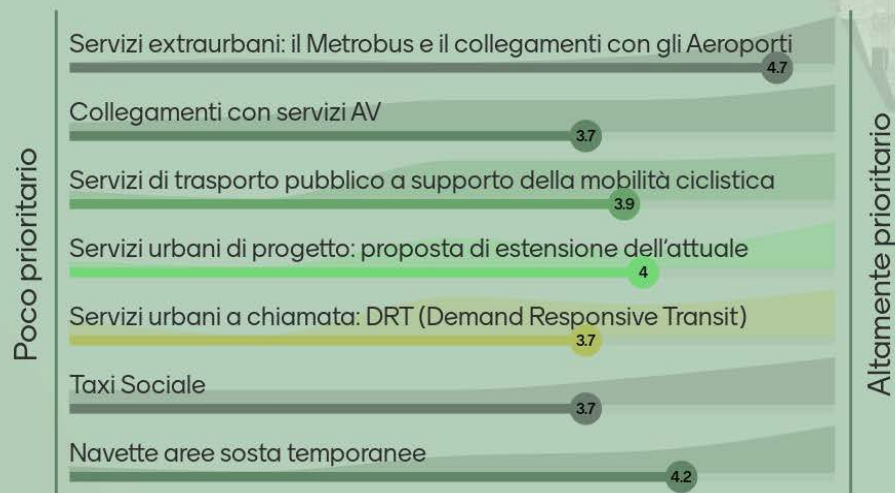 Poco prioritario
Servizi extraurbani: il Metrobus e il collegamenti con gli Aeroporti
4.7
Collegamenti con servizi AV
3.7
Servizi di trasporto pubblico a supporto della mobilità ciclistica
3.9
Servizi urbani di progetto: proposta di estensione dell'attuale
4
Servizi urbani a chiamata: DRT (Demand Responsive Transit)
3.7
Taxi Sociale
3.7
Navette aree sosta temporanee
4.2
Altamente prioritario